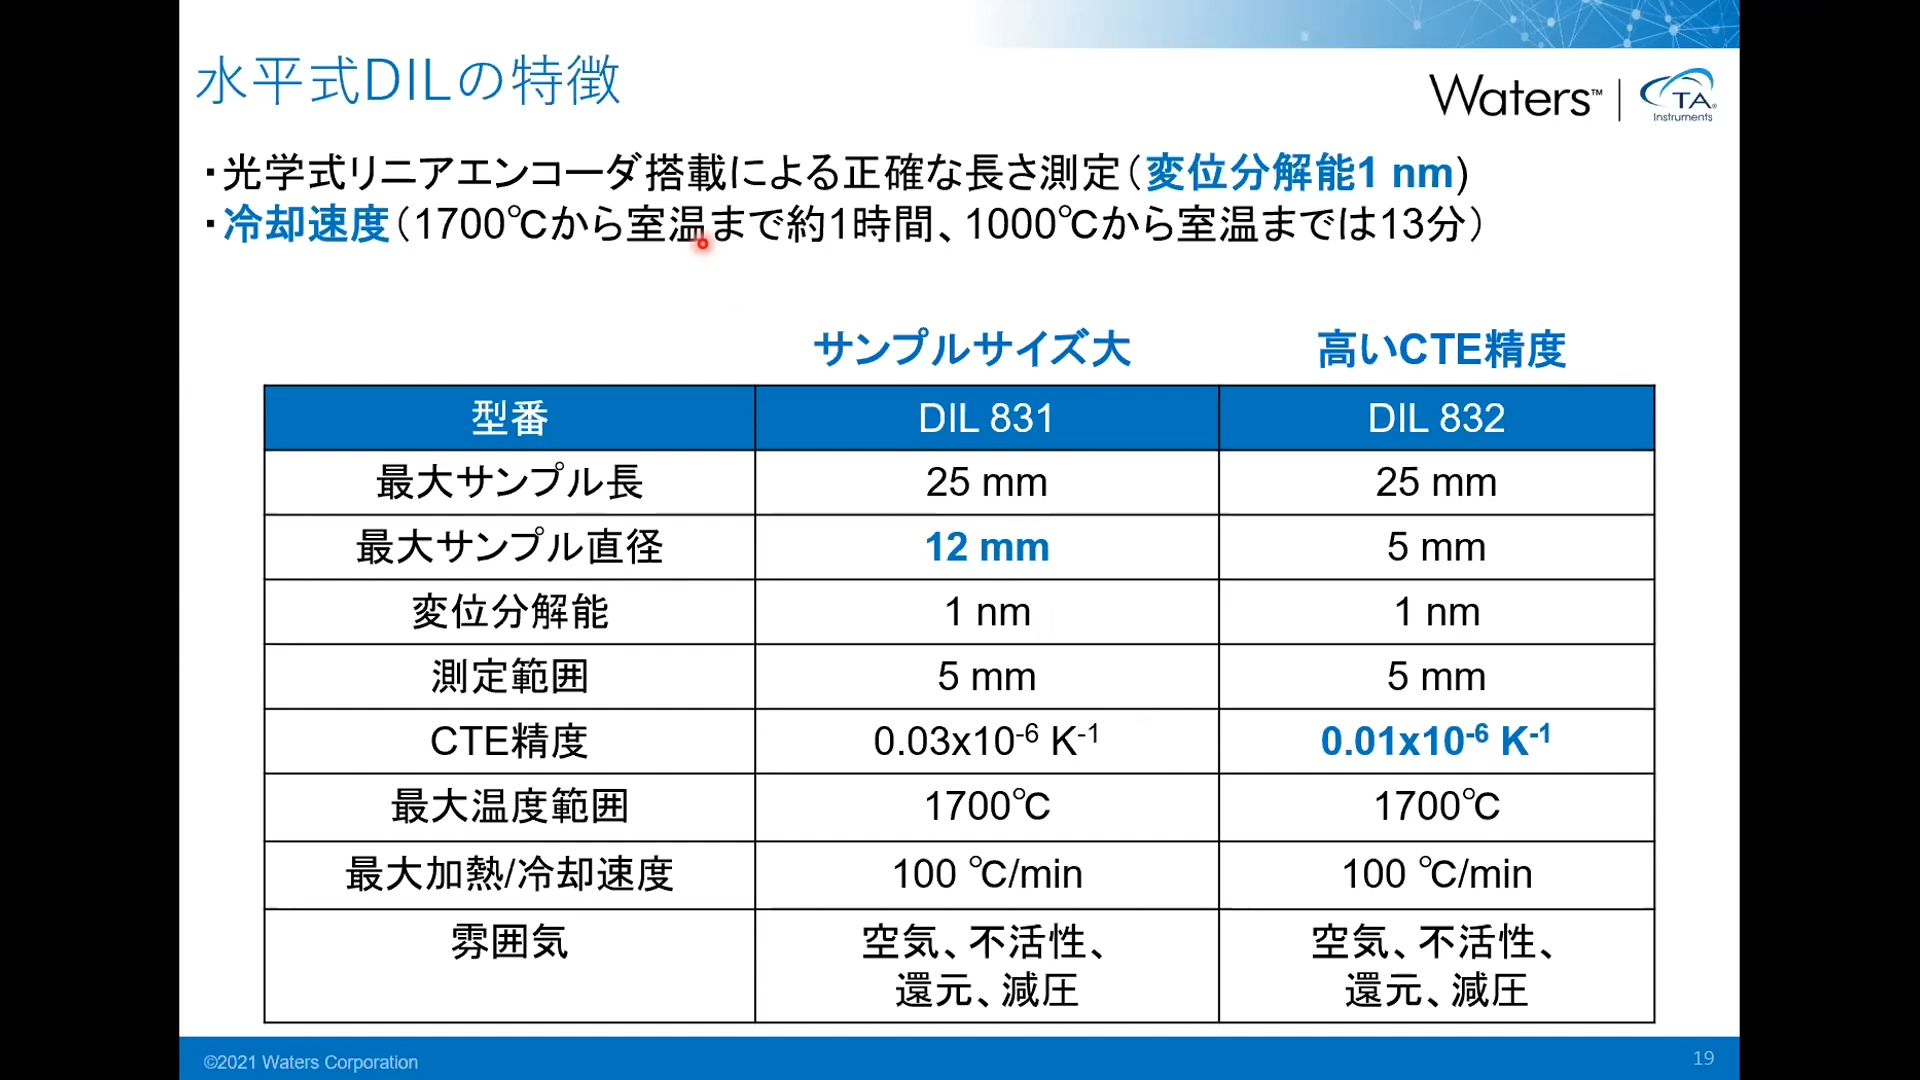 水平式DILの特徴
Waters™
TA
Instruments
・光学式リニアエンコーダ搭載による正確な長さ測定（変位分解能1 nm)
・冷却速度（1700℃から室温まで約1時間、1000℃から室温までは13分）
サンプルサイズ大 高いCTE精度
型番 DIL 831 DIL 832
最大サンプル長 25 mm 25 mm
最大サンプル直径 12 mm 5 mm
変位分解能 1 nm 1 nm
測定範囲 5 mm 5 mm
CTE精度 0.03x10⁻⁶ K⁻¹ 0.01x10⁻⁶ K⁻¹
最大温度範囲 1700℃ 1700℃
最大加熱/冷却速度 100 ℃/min 100 ℃/min
雰囲気 空気、不活性、 空気、不活性、
還元、減圧 還元、減圧
©2021 Waters Corporation 19